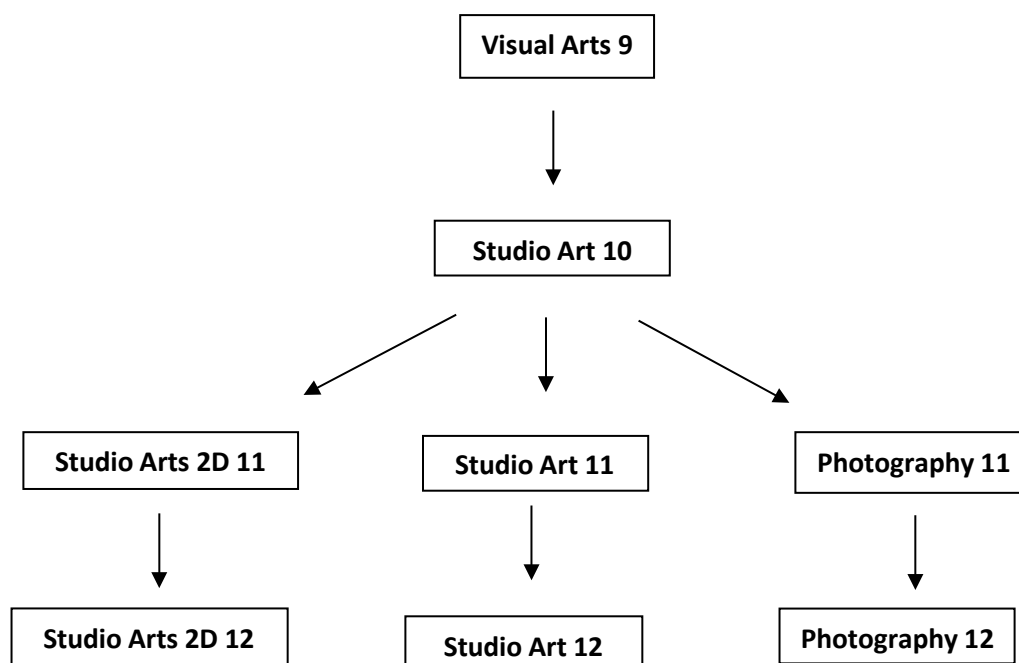 Visual Arts 9
Studio Art 10
Studio Arts 2D 11
Studio Art 11
Photography 11
Studio Arts 2D 12
Studio Art 12
Photography 12